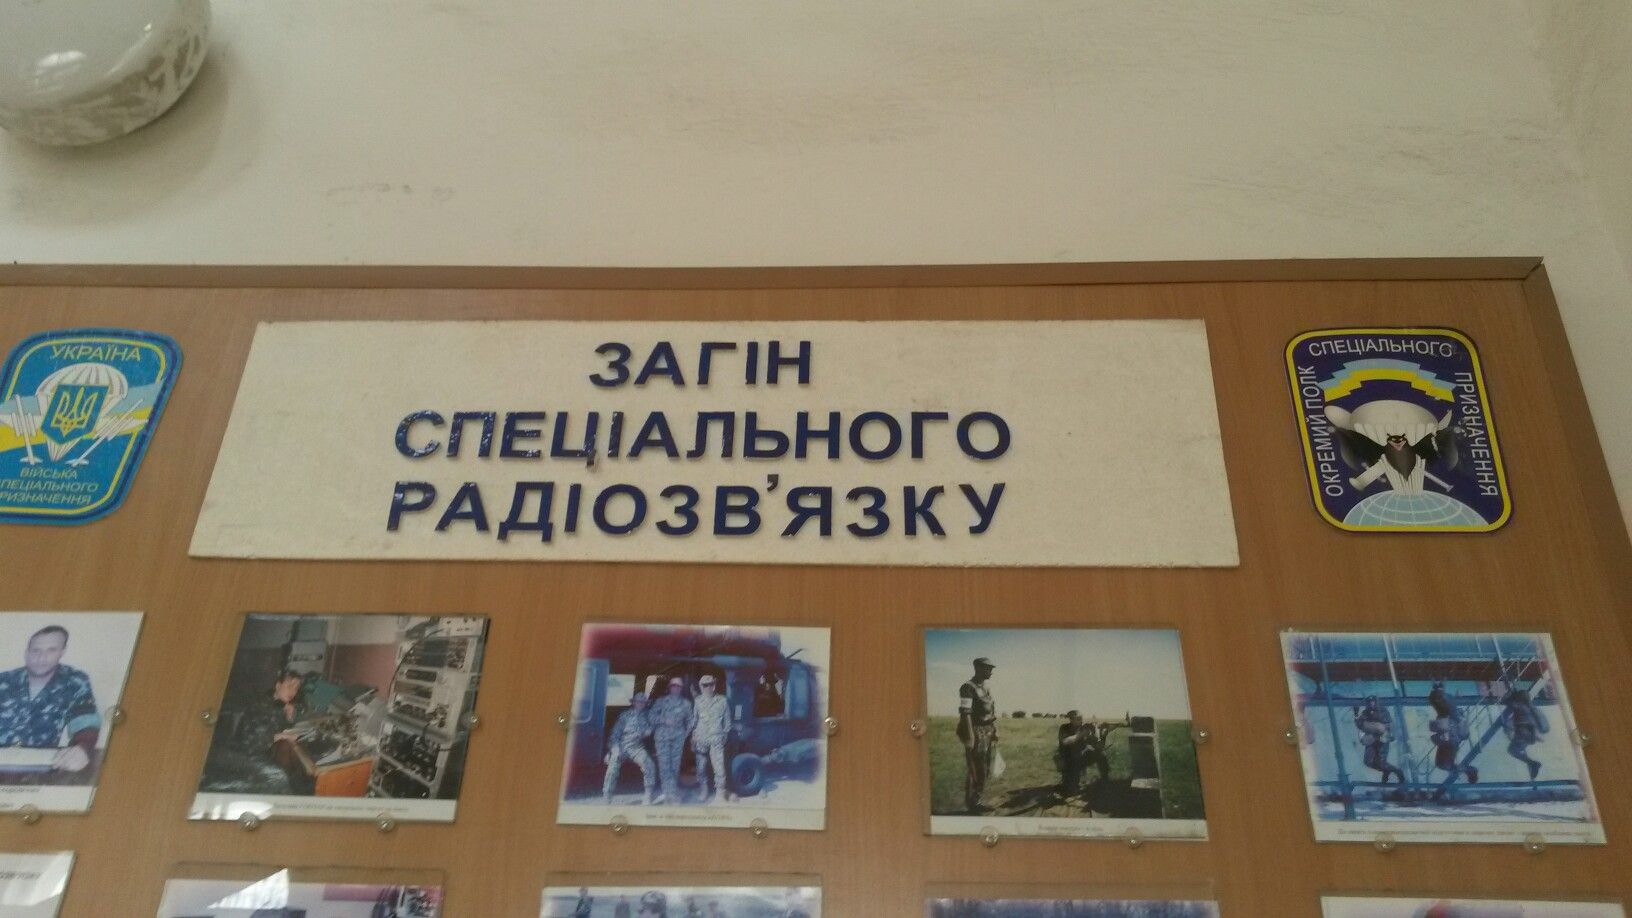 УКРАЇНА
ВІЙСЬКА
СПЕЦІАЛЬНОГО
ПРИЗНАЧЕННЯ
ЗАГІН
СПЕЦІАЛЬНОГО
РАДІОЗВ'ЯЗКУ
ОКРЕМИЙ ПОЛК
СПЕЦІАЛЬНОГО
ПРИЗНАЧЕННЯ